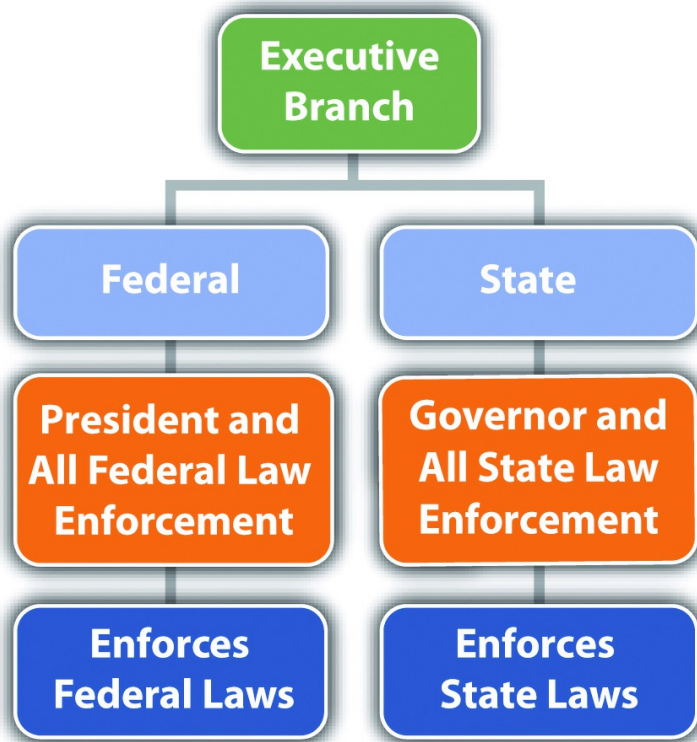 Executive
Branch
Federal
State
President and
All Federal Law
Enforcement
Governor and
All State Law
Enforcement
Enforces
Federal Laws
Enforces
State Laws